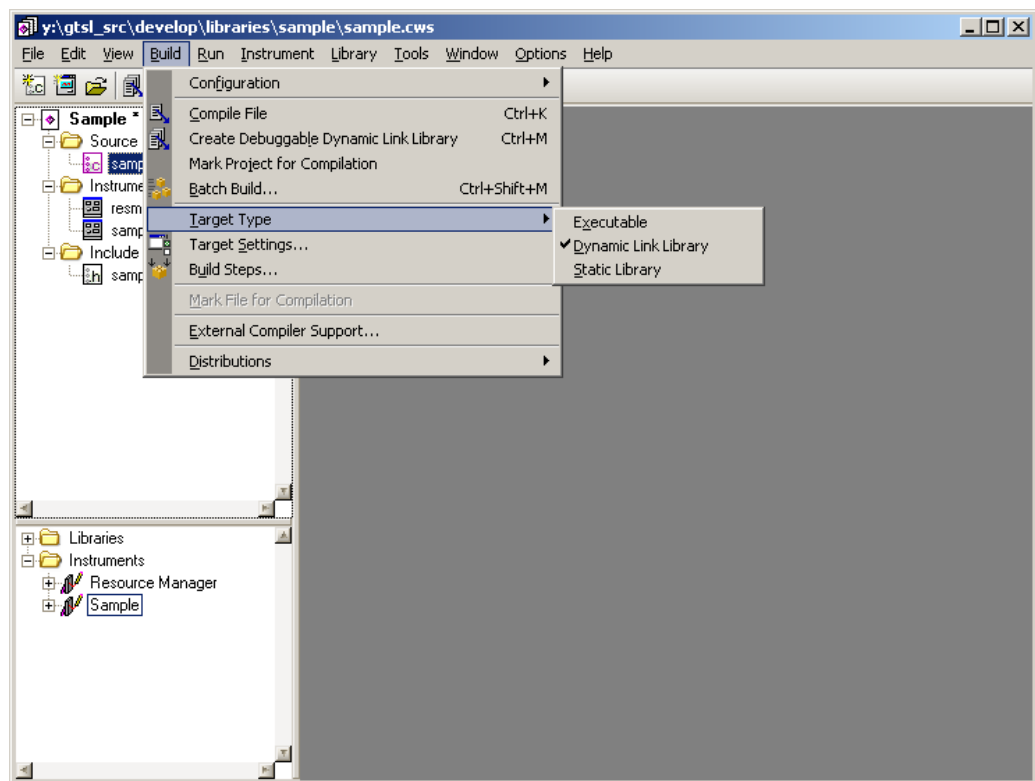 y:\gtsl_src\develop\libraries\sample\sample.cws
File Edit View Build Run Instrument Library Tools Window Options Help
Configuration
Compile File Ctrl+K
Create Debuggable Dynamic Link Library Ctrl+M
Mark Project for Compilation
Batch Build... Ctrl+Shift+M
Target Type
Target Settings...
Build Steps...
Mark File for Compilation
External Compiler Support...
Distributions
Executable
Dynamic Link Library
Static Library
Sample *
Source
samp
Instrume
resm
samp
Include
samp
Libraries
Instruments
Resource Manager
Sample